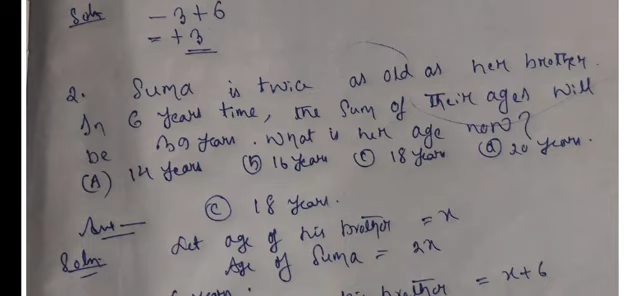 Soln
- 3 + 6
= + 3
2. Suma is twice as old as her brother.
In 6 years time, the sum of their ages will
be 39 years. What is her age now?
(A) 14 years (b) 16 years (c) 18 years (d) 20 years.
Ans - (c) 18 years.
Soln Let age of his brother = x
Age of Suma = 2x
his brother = x+6